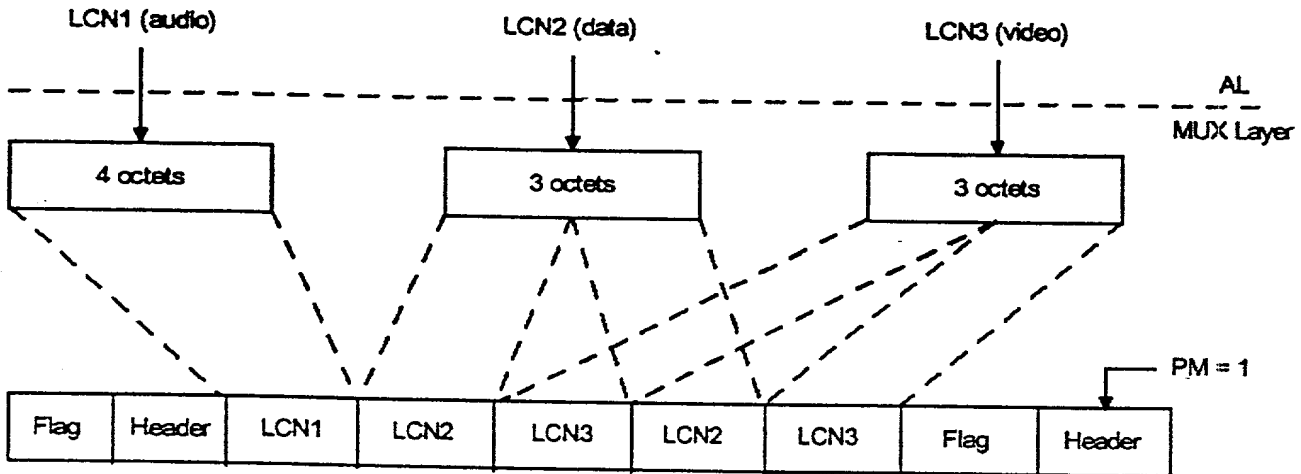 LCN1 (audio)
LCN2 (data)
LCN3 (video)
AL
MUX Layer
4 octets
3 octets
3 octets
PM = 1
Flag
Header
LCN1
LCN2
LCN3
LCN2
LCN3
Flag
Header